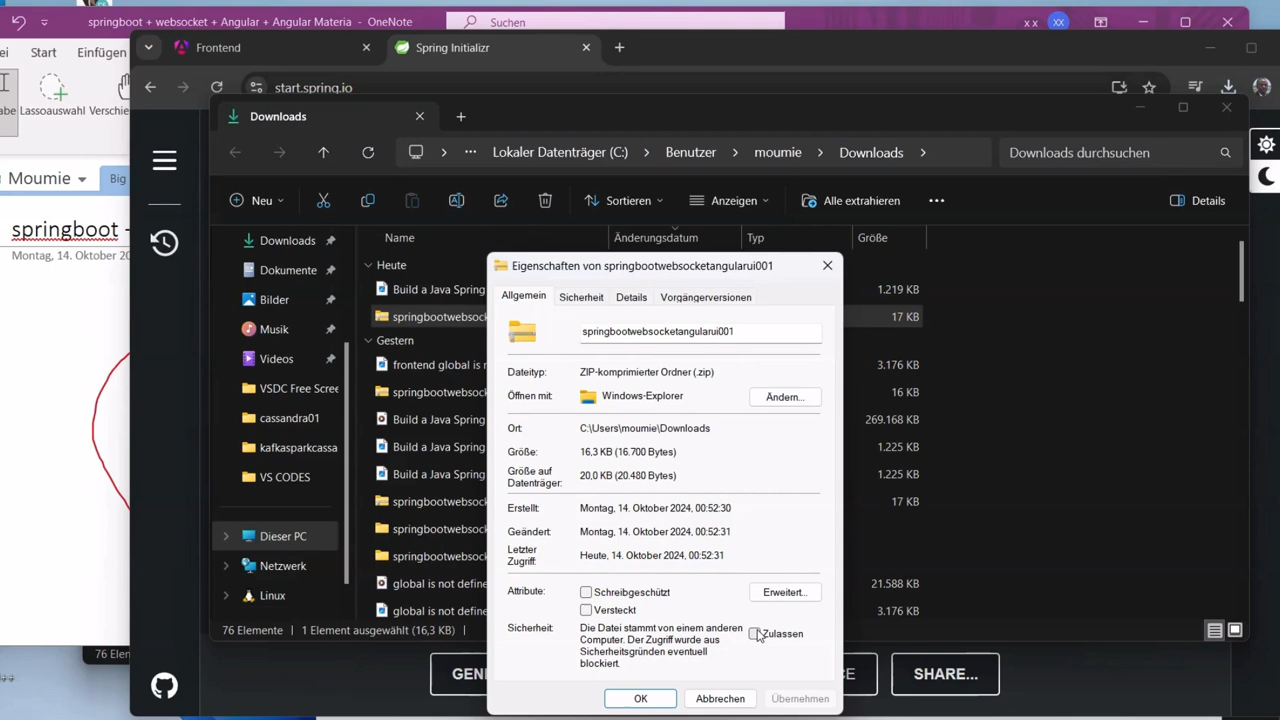 springboot + websocket + Angular + Angular Materia - OneNote
Suchen
x x
XX
Start
Einfügen
Lassoauswahl
Verschie
Moumie
Big
springboot -
Montag, 14. Oktober 20
Frontend
Spring Initializr
start.spring.io
Downloads
Lokaler Datenträger (C:)
Benutzer
moumie
Downloads
Downloads durchsuchen
Neu
Sortieren
Anzeigen
Alle extrahieren
Details
Name
Änderungsdatum
Typ
Größe
Downloads
Dokumente
Bilder
Musik
Videos
VSDC Free Scree
cassandra01
kafkasparkcassa
VS CODES
Dieser PC
Netzwerk
Linux
Heute
Build a Java Spring
1.219 KB
springbootwebsock
17 KB
Gestern
frontend global is n
3.176 KB
springbootwebsock
16 KB
Build a Java Spring
269.168 KB
Build a Java Spring
1.225 KB
Build a Java Spring
1.225 KB
springbootwebsock
17 KB
springbootwebsock
springbootwebsock
global is not define
21.588 KB
global is not define
3.176 KB
76 Elemente
1 Element ausgewählt (16,3 KB)
76 Elem
Eigenschaften von springbootwebsocketangularui001
Allgemein
Sicherheit
Details
Vorgängerversionen
springbootwebsocketangularui001
Dateityp:
ZIP-komprimierter Ordner (.zip)
Öffnen mit:
Windows-Explorer
Ändern...
Ort:
C:\Users\moumie\Downloads
Größe:
16,3 KB (16.700 Bytes)
Größe auf
Datenträger:
20,0 KB (20.480 Bytes)
Erstellt:
Montag, 14. Oktober 2024, 00:52:30
Geändert:
Montag, 14. Oktober 2024, 00:52:31
Letzter
Zugriff:
Heute, 14. Oktober 2024, 00:52:31
Attribute:
Schreibgeschützt
Erweitert...
Versteckt
Sicherheit:
Die Datei stammt von einem anderen
Computer. Der Zugriff wurde aus
Sicherheitsgründen eventuell
blockiert.
Zulassen
OK
Abbrechen
Übernehmen
GEN
CE
SHARE...